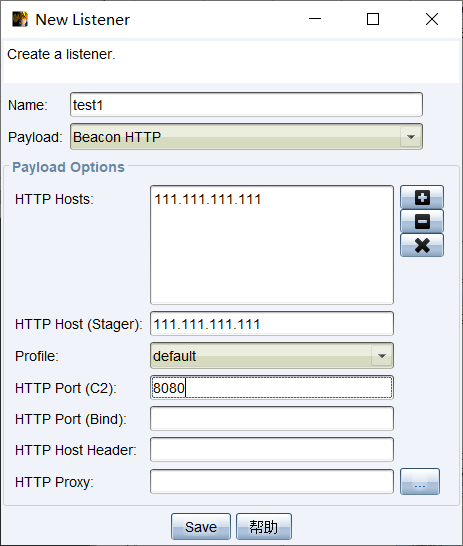 New Listener
Create a listener.
Name: test1
Payload: Beacon HTTP
Payload Options
HTTP Hosts: 111.111.111.111
HTTP Host (Stager): 111.111.111.111
Profile: default
HTTP Port (C2): 8080
HTTP Port (Bind):
HTTP Host Header:
HTTP Proxy: ...
Save 帮助